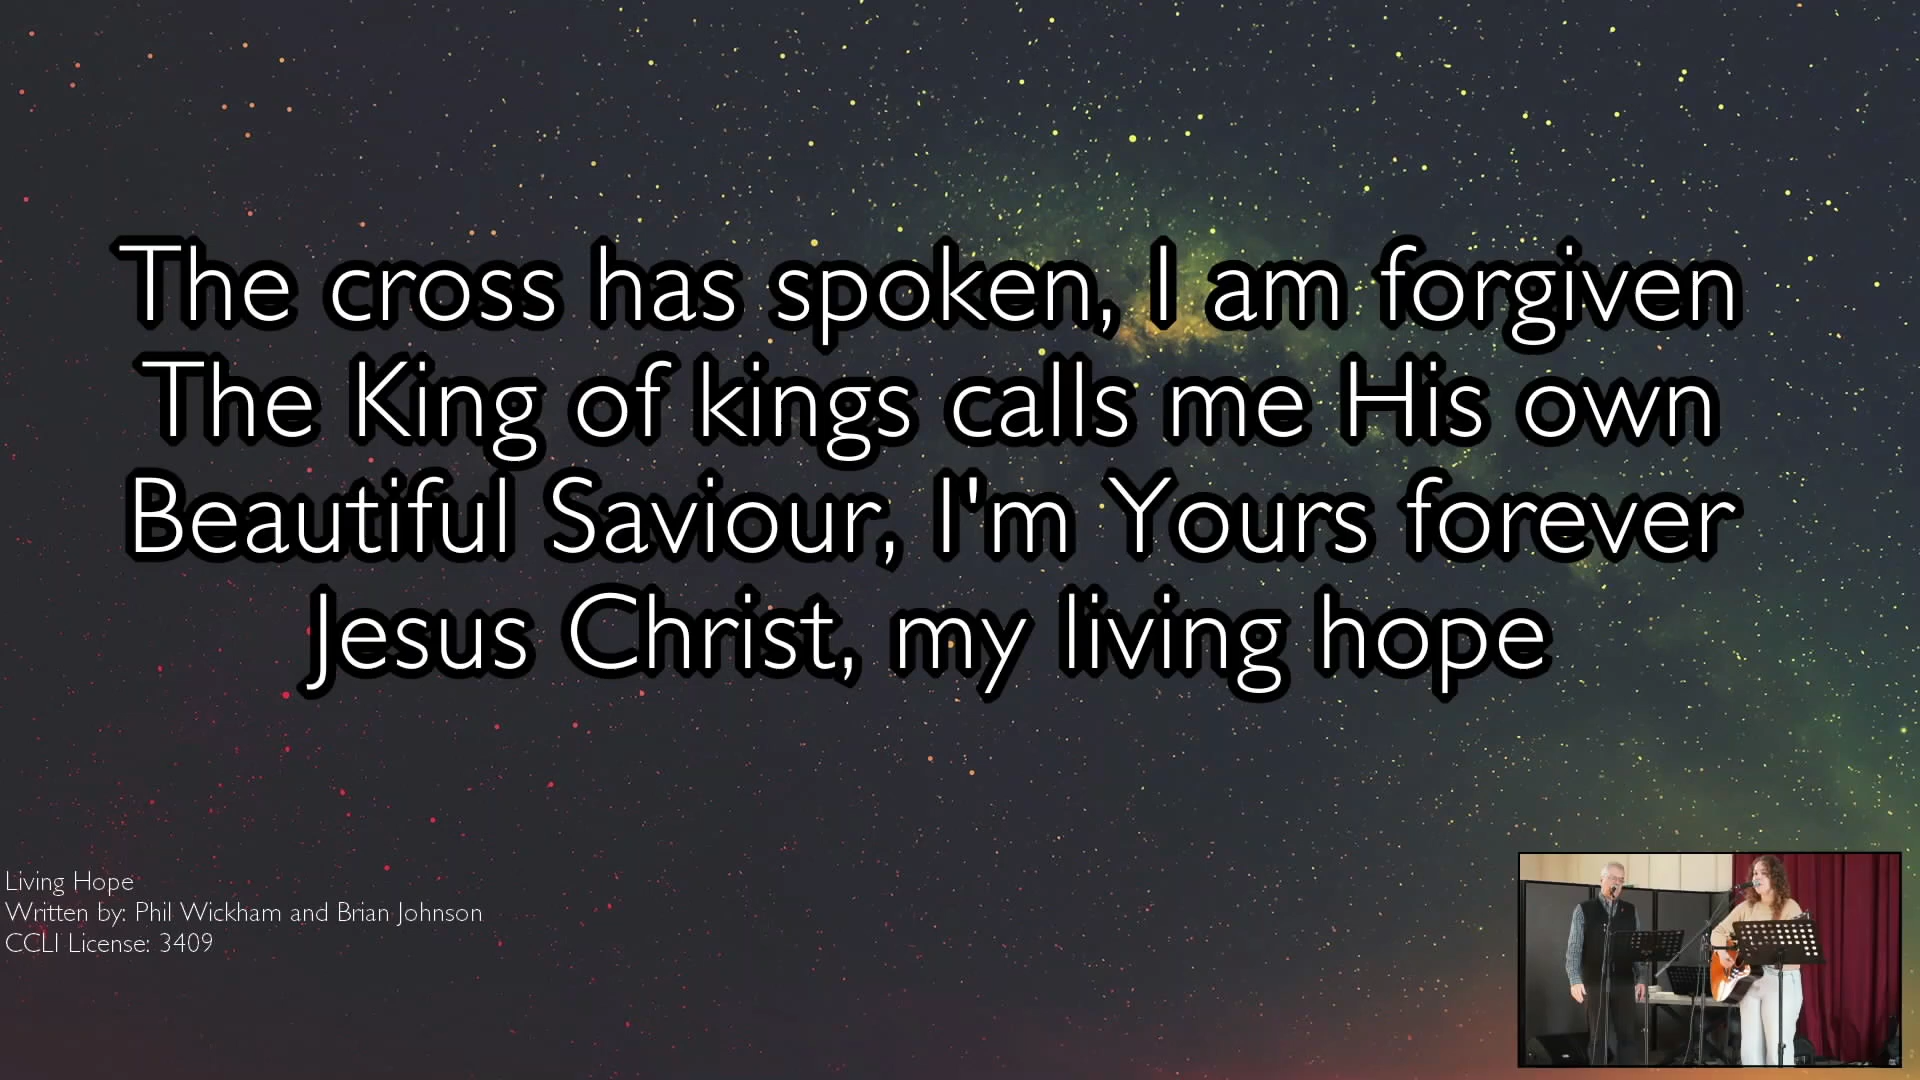 The cross has spoken, I am forgiven
The King of kings calls me His own
Beautiful Saviour, I'm Yours forever
Jesus Christ, my living hope
Living Hope
Written by: Phil Wickham and Brian Johnson
CCLI License: 3409